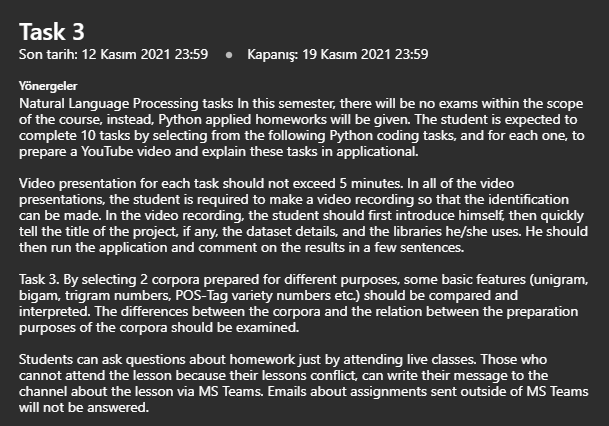 Task 3
Son tarih: 12 Kasım 2021 23:59 • Kapanış: 19 Kasım 2021 23:59
Yönergeler
Natural Language Processing tasks In this semester, there will be no exams within the scope
of the course, instead, Python applied homeworks will be given. The student is expected to
complete 10 tasks by selecting from the following Python coding tasks, and for each one, to
prepare a YouTube video and explain these tasks in applicational.
Video presentation for each task should not exceed 5 minutes. In all of the video
presentations, the student is required to make a video recording so that the identification
can be made. In the video recording, the student should first introduce himself, then quickly
tell the title of the project, if any, the dataset details, and the libraries he/she uses. He should
then run the application and comment on the results in a few sentences.
Task 3. By selecting 2 corpora prepared for different purposes, some basic features (unigram,
bigam, trigram numbers, POS-Tag variety numbers etc.) should be compared and
interpreted. The differences between the corpora and the relation between the preparation
purposes of the corpora should be examined.
Students can ask questions about homework just by attending live classes. Those who
cannot attend the lesson because their lessons conflict, can write their message to the
channel about the lesson via MS Teams. Emails about assignments sent outside of MS Teams
will not be answered.